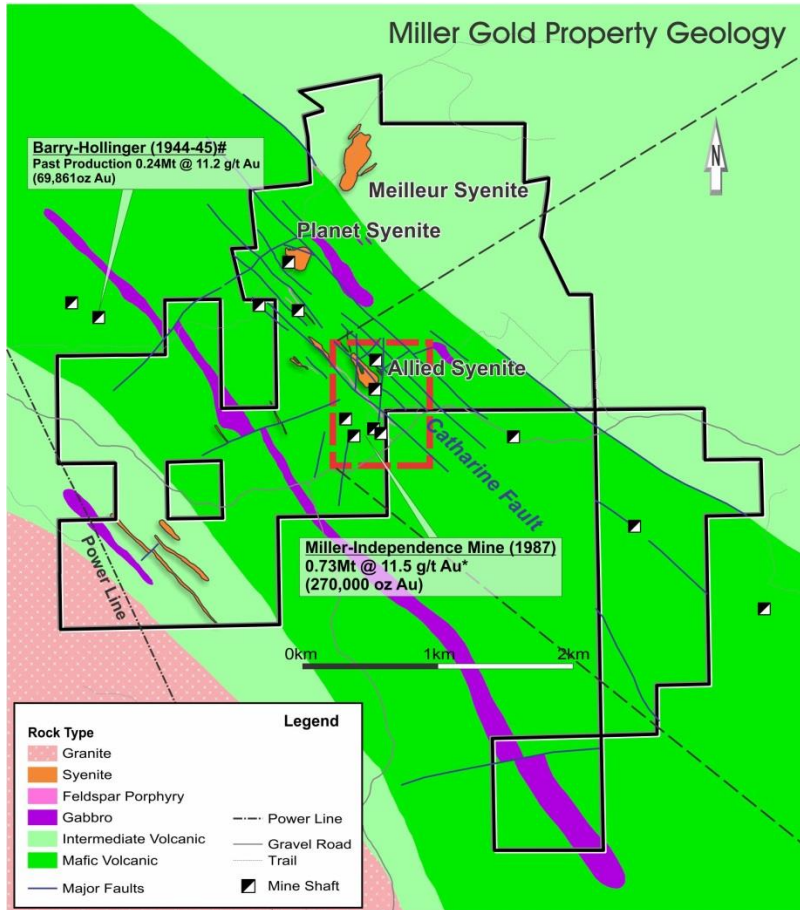 Miller Gold Property Geology
Barry-Hollinger (1944-45)#
Past Production 0.24Mt @ 11.2 g/t Au
(69,861oz Au)
N
Meilleur Syenite
Planet Syenite
Allied Syenite
Catharine Fault
Power Line
Miller-Independence Mine (1987)
0.73Mt @ 11.5 g/t Au*
(270,000 oz Au)
0km
1km
2km
Legend
Rock Type
Granite
Syenite
Feldspar Porphyry
Gabbro
Intermediate Volcanic
Mafic Volcanic
Major Faults
Power Line
Gravel Road
Trail
Mine Shaft